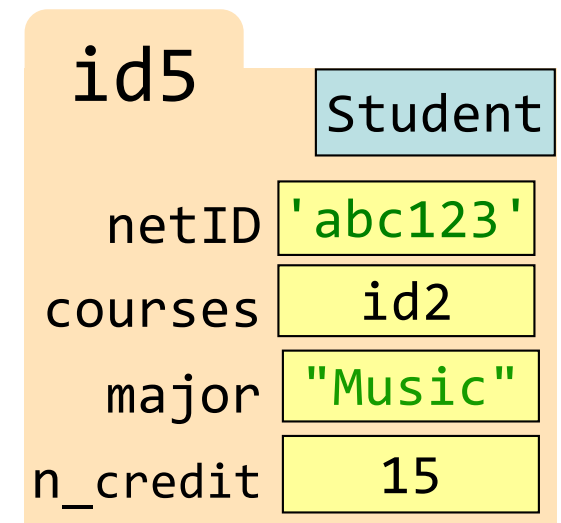 id5
Student
netID 'abc123'
courses id2
major "Music"
n_credit 15